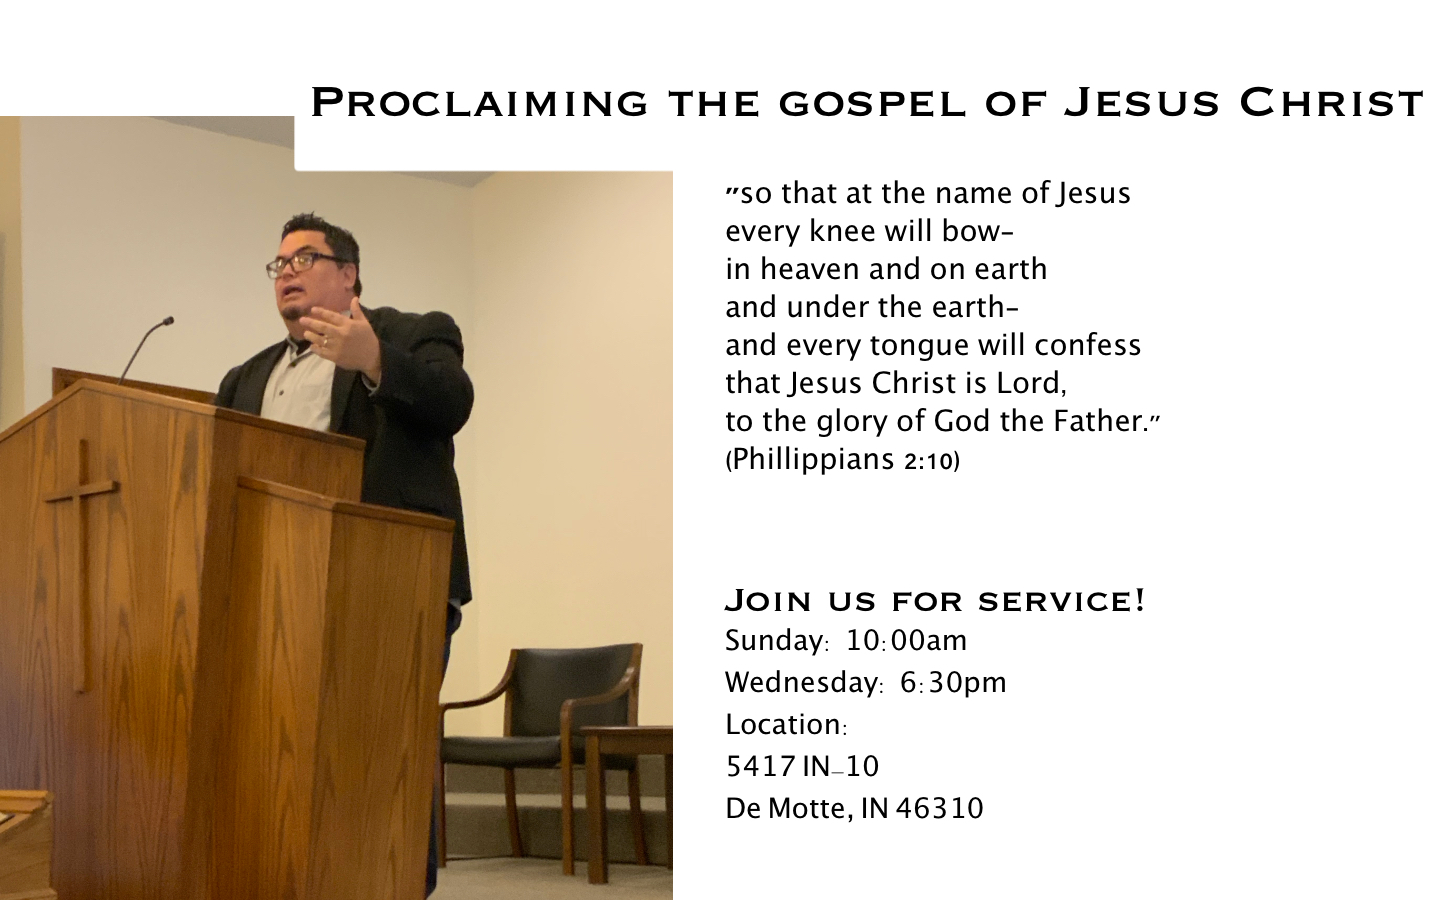 Proclaiming the gospel of Jesus Christ
"so that at the name of Jesus
every knee will bow–
in heaven and on earth
and under the earth–
and every tongue will confess
that Jesus Christ is Lord,
to the glory of God the Father."
(Phillippians 2:10)
Join us for service!
Sunday: 10:00am
Wednesday: 6:30pm
Location:
5417 IN-10
De Motte, IN 46310